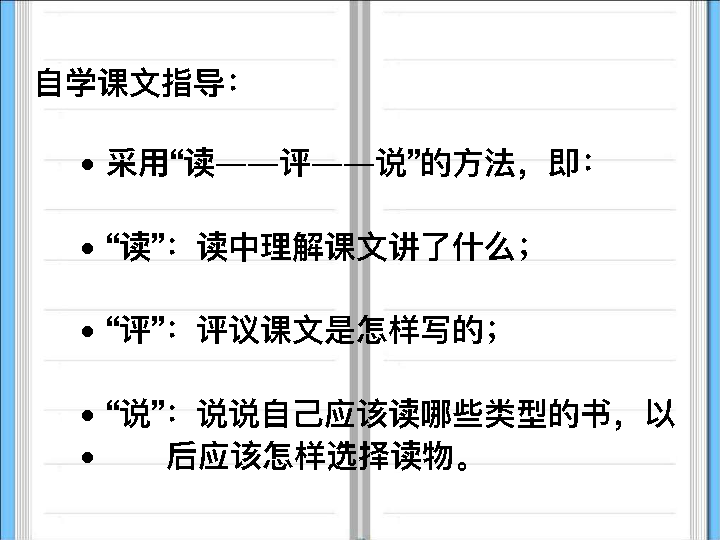 自学课文指导：
• 采用“读——评——说”的方法，即：
• “读”：读中理解课文讲了什么；
• “评”：评议课文是怎样写的；
• “说”：说说自己应该读哪些类型的书，以
• 后应该怎样选择读物。